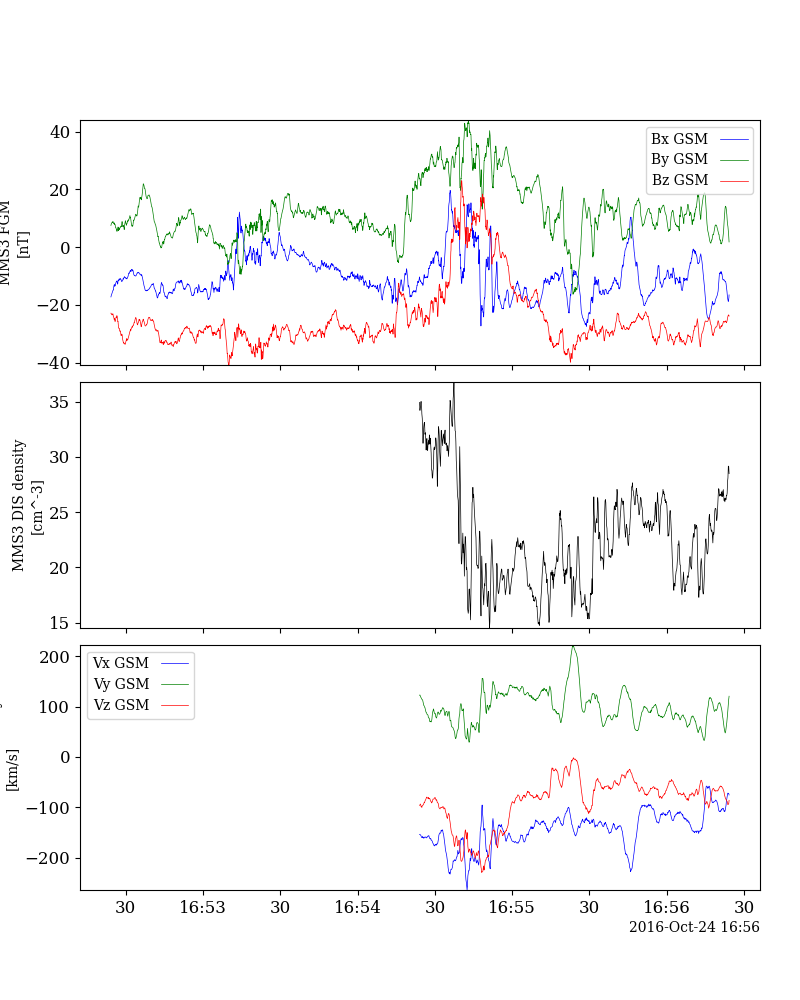 40
20
0
−20
−40
MMS3 FGM
[nT]
Bx GSM
By GSM
Bz GSM
35
30
25
20
15
MMS3 DIS density
[cm^-3]
200
100
0
−100
−200
[km/s]
Vx GSM
Vy GSM
Vz GSM
30
16:53
30
16:54
30
16:55
30
16:56
30
2016-Oct-24 16:56